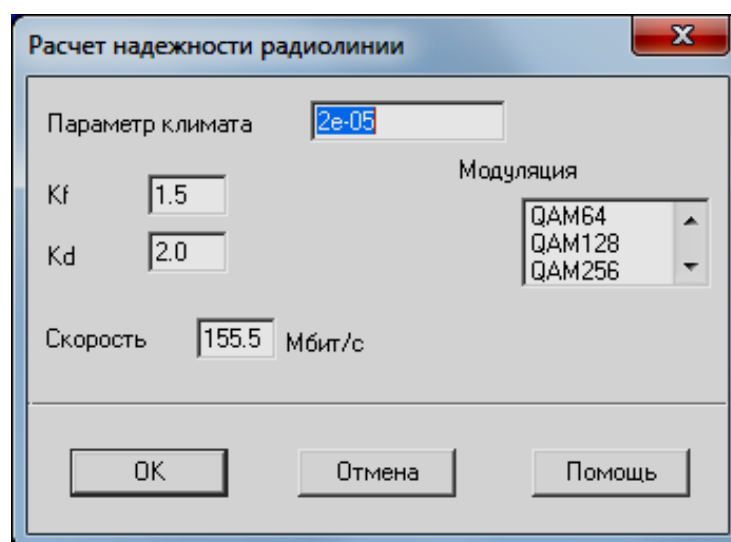 Расчет надежности радиолинии
Параметр климата 2e-05
Модуляция
Kf 1.5
QAM64
QAM128
Kd 2.0
QAM256
Скорость 155.5 Мбит/с
OK Отмена Помощь